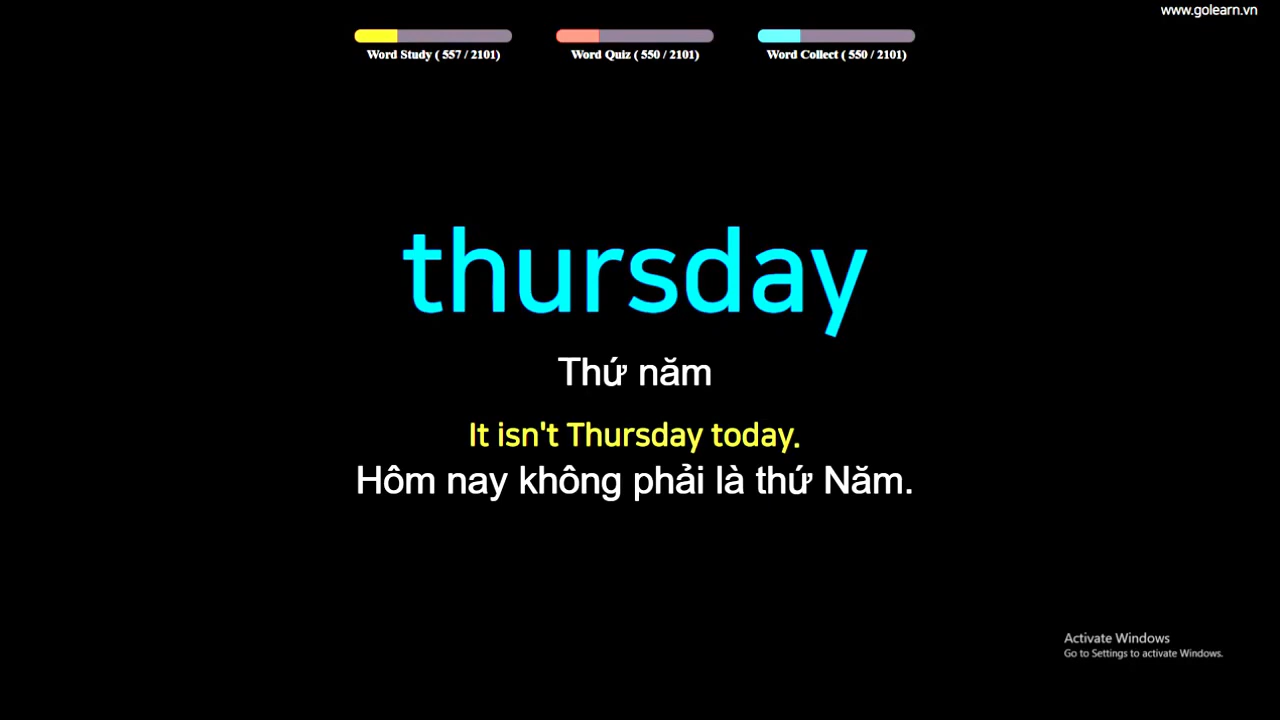 www.golearn.vn
Word Study ( 557 / 2101) Word Quiz ( 550 / 2101) Word Collect ( 550 / 2101)
thursday
Thứ năm
It isn't Thursday today.
Hôm nay không phải là thứ Năm.
Activate Windows
Go to Settings to activate Windows.